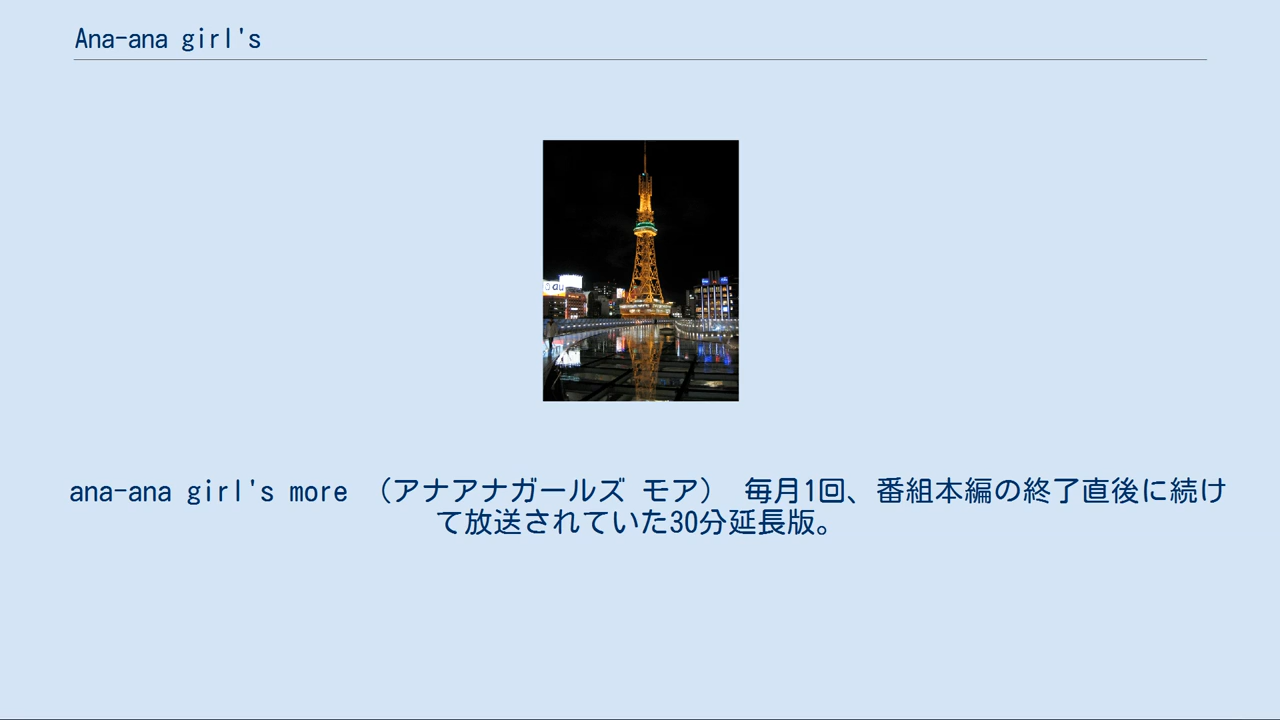 Ana-ana girl's
au
ana-ana girl's more （アナアナガールズ モア） 毎月1回、番組本編の終了直後に続け
て放送されていた30分延長版。